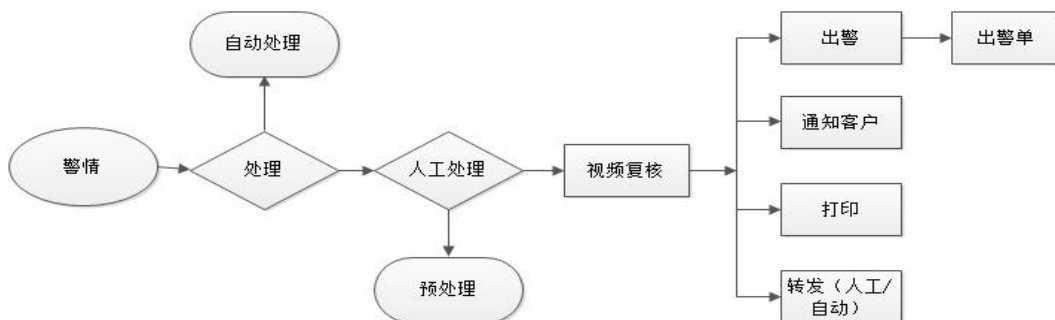 自动处理
出警
出警单
警情
处理
人工处理
视频复核
通知客户
打印
预处理
转发（人工/
自动）